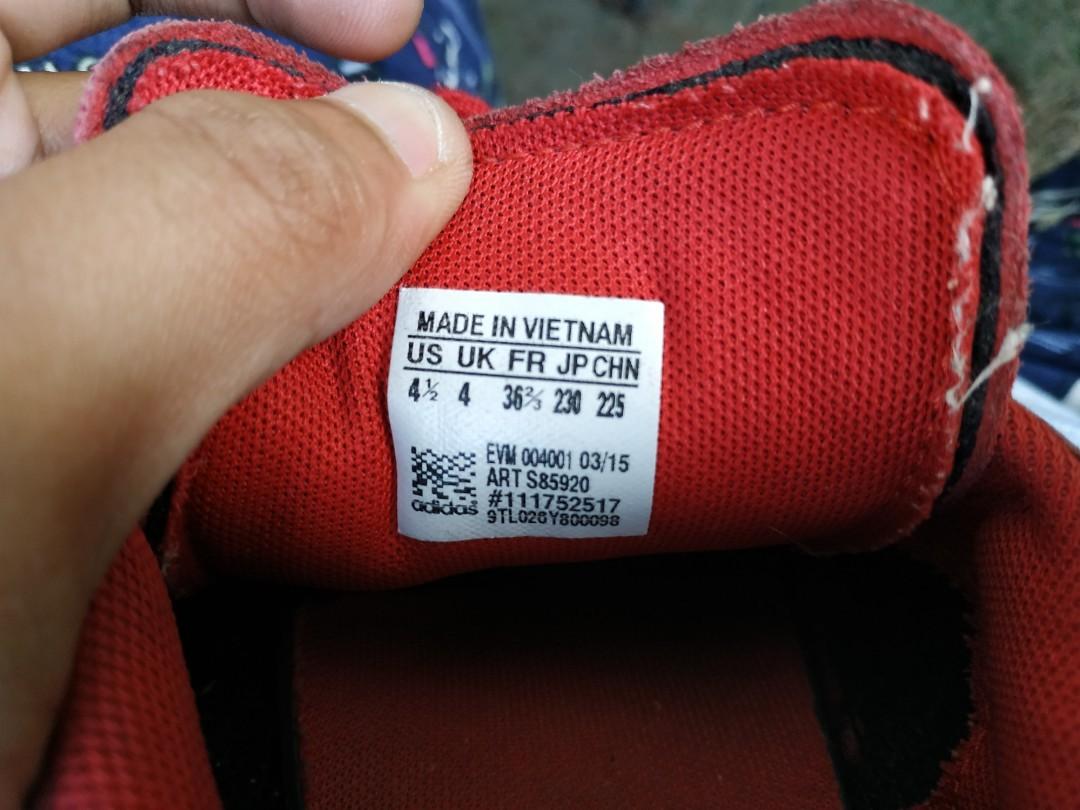 MADE IN VIETNAM
US UK FR JP CHN
4½ 4 36⅔ 230 225
EVM 004001 03/15
ART S85920
#111752517
adidas 9TL026Y800098